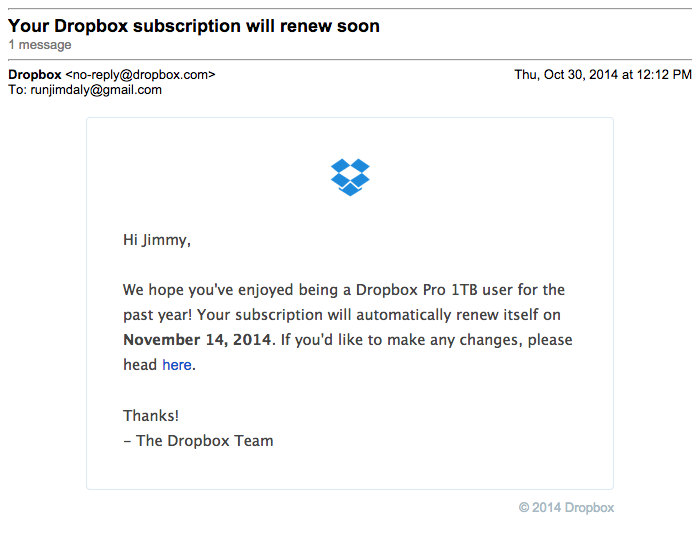 Your Dropbox subscription will renew soon
1 message
Dropbox <no-reply@dropbox.com>
Thu, Oct 30, 2014 at 12:12 PM
To: runjimdaly@gmail.com
Hi Jimmy,
We hope you've enjoyed being a Dropbox Pro 1TB user for the
past year! Your subscription will automatically renew itself on
November 14, 2014. If you'd like to make any changes, please
head here.
Thanks!
– The Dropbox Team
© 2014 Dropbox